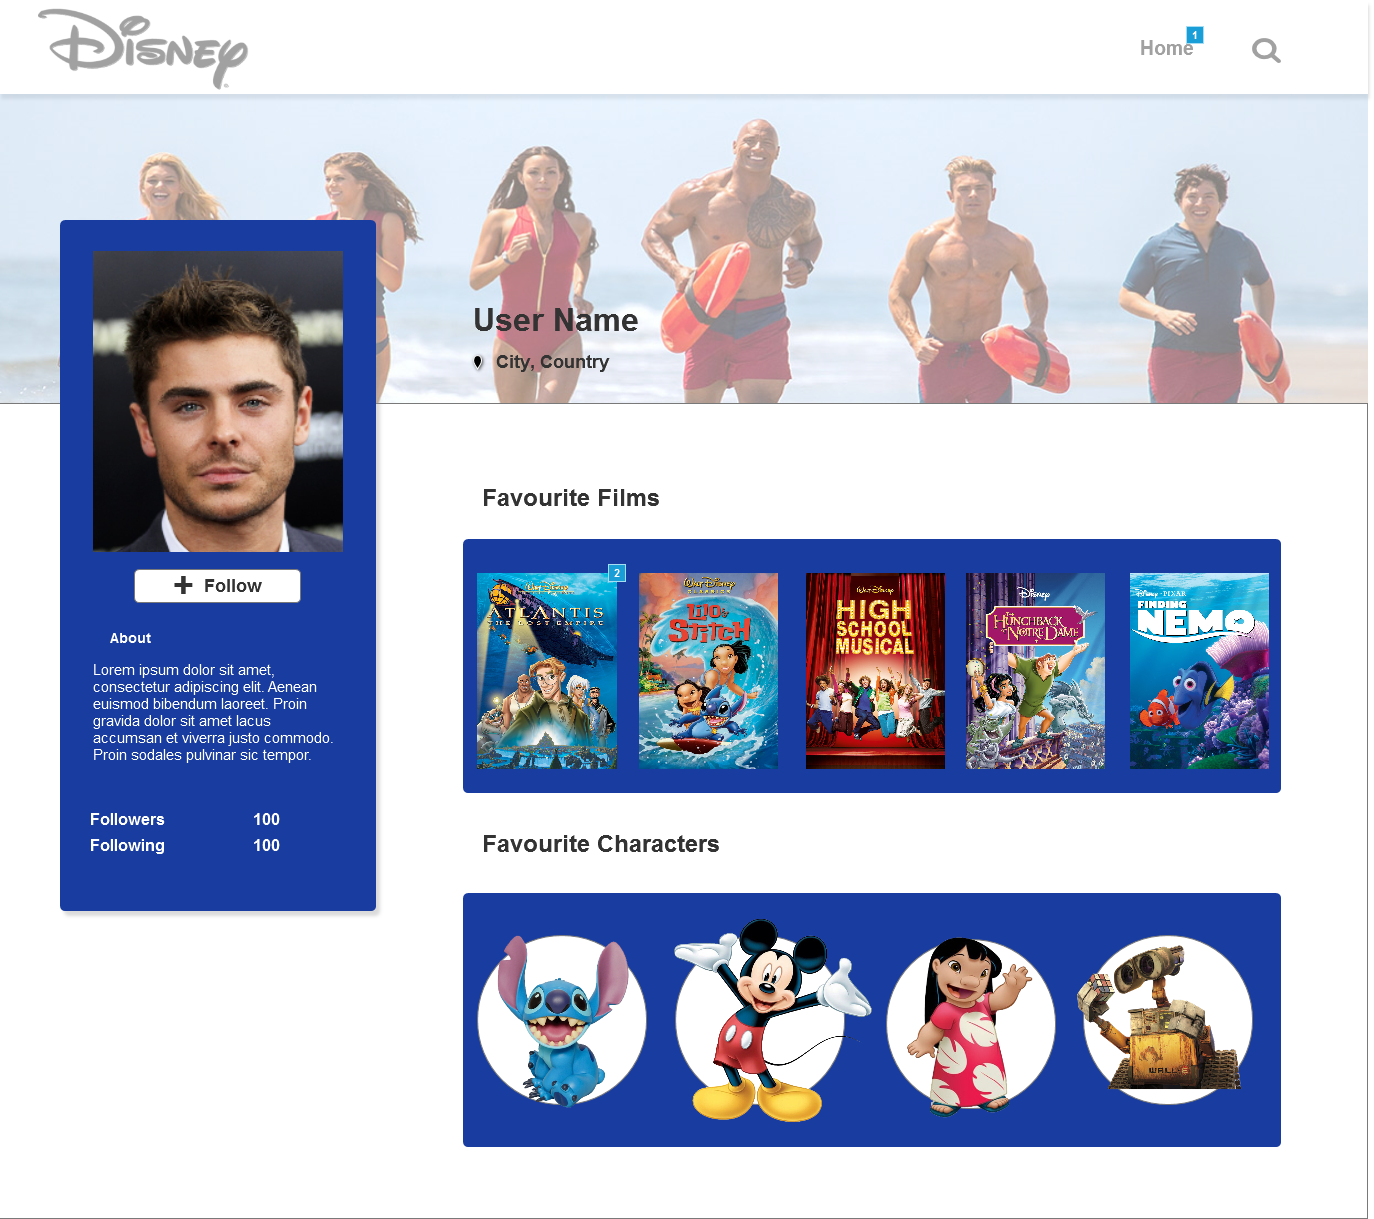 Disney
Home
1
User Name
City, Country
Follow
About
Lorem ipsum dolor sit amet,
consectetur adipiscing elit. Aenean
euismod bibendum laoreet. Proin
gravida dolor sit amet lacus
accumsan et viverra justo commodo.
Proin sodales pulvinar sic tempor.
Followers 100
Following 100
Favourite Films
2
WALT DISNEY
ATLANTIS
THE LOST EMPIRE
WALT DISNEY
CLASSICS
LILO &
STITCH
WALT DISNEY
HIGH
SCHOOL
MUSICAL
Disney
THE
HUNCHBACK
OF
NOTRE DAME
Disney · PIXAR
FINDING
NEMO
Favourite Characters
WALL·E